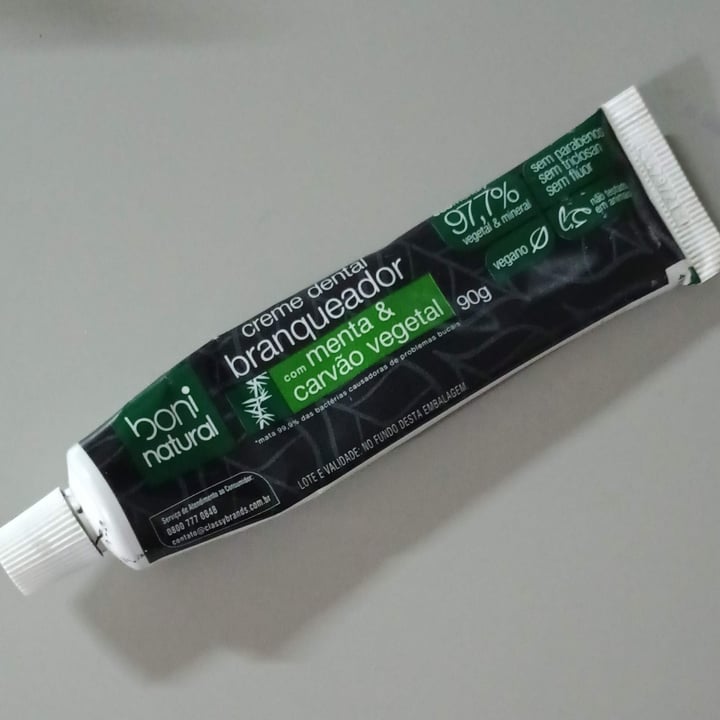 boni
natural
creme dental
branqueador
com menta &
carvão vegetal
90g
*mata 99,9% das bactérias causadoras de problemas bucais
LOTE E VALIDADE: NO FUNDO DESTA EMBALAGEM
Serviço de Atendimento ao Consumidor:
0800 777 0848
contato@classybrands.com.br
97,7%
vegetal & mineral
vegano
sem parabenos
sem triclosan
sem flúor
não testam
em animais